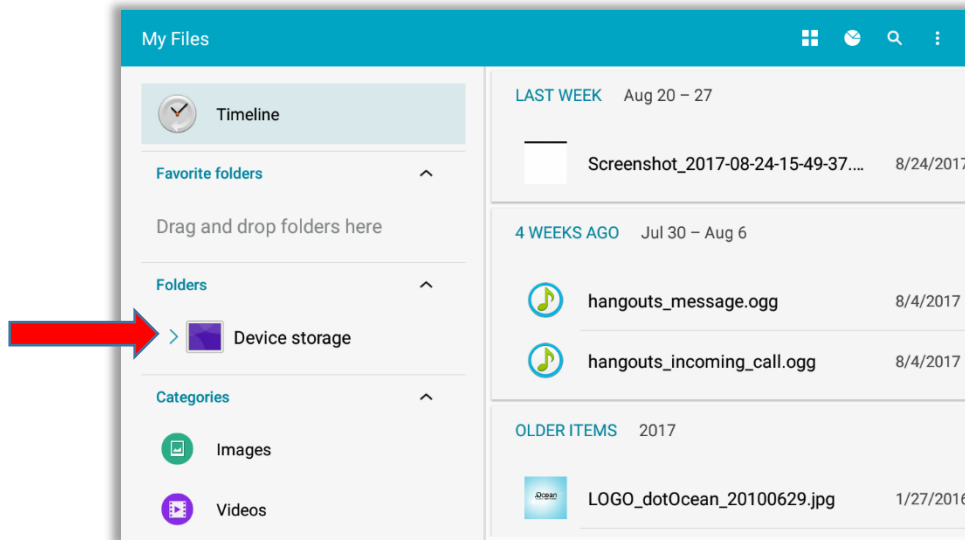 My Files
Timeline
Favorite folders
Drag and drop folders here
Folders
Device storage
Categories
Images
Videos
LAST WEEK Aug 20 – 27
Screenshot_2017-08-24-15-49-37.... 8/24/2017
4 WEEKS AGO Jul 30 – Aug 6
hangouts_message.ogg 8/4/2017
hangouts_incoming_call.ogg 8/4/2017
OLDER ITEMS 2017
LOGO_dotOcean_20100629.jpg 1/27/2016